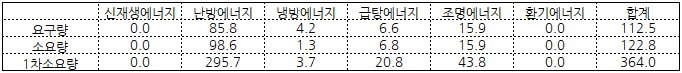 신재생에너지 난방에너지 냉방에너지 급탕에너지 조명에너지 환기에너지 합계
요구량 0.0 85.8 4.2 6.6 15.9 0.0 112.5
소요량 0.0 98.6 1.3 6.8 15.9 0.0 122.8
1차소요량 0.0 295.7 3.7 20.8 43.8 0.0 364.0